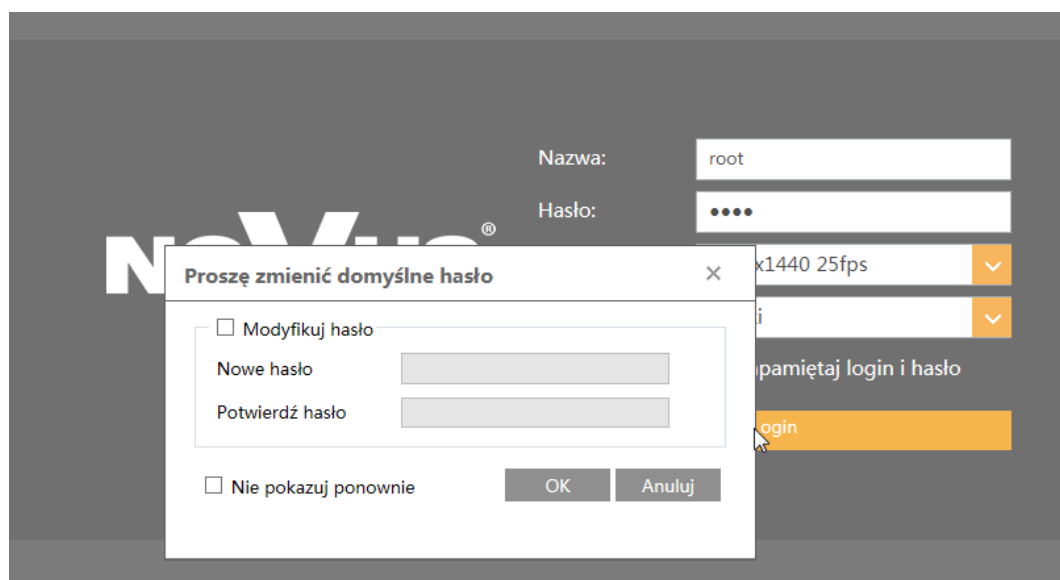 Nazwa:
root
Hasło:
®
x1440 25fps
Proszę zmienić domyślne hasło
Modyfikuj hasło
Nowe hasło
Potwierdź hasło
Nie pokazuj ponownie
OK
Anuluj
pamiętaj login i hasło
ogin